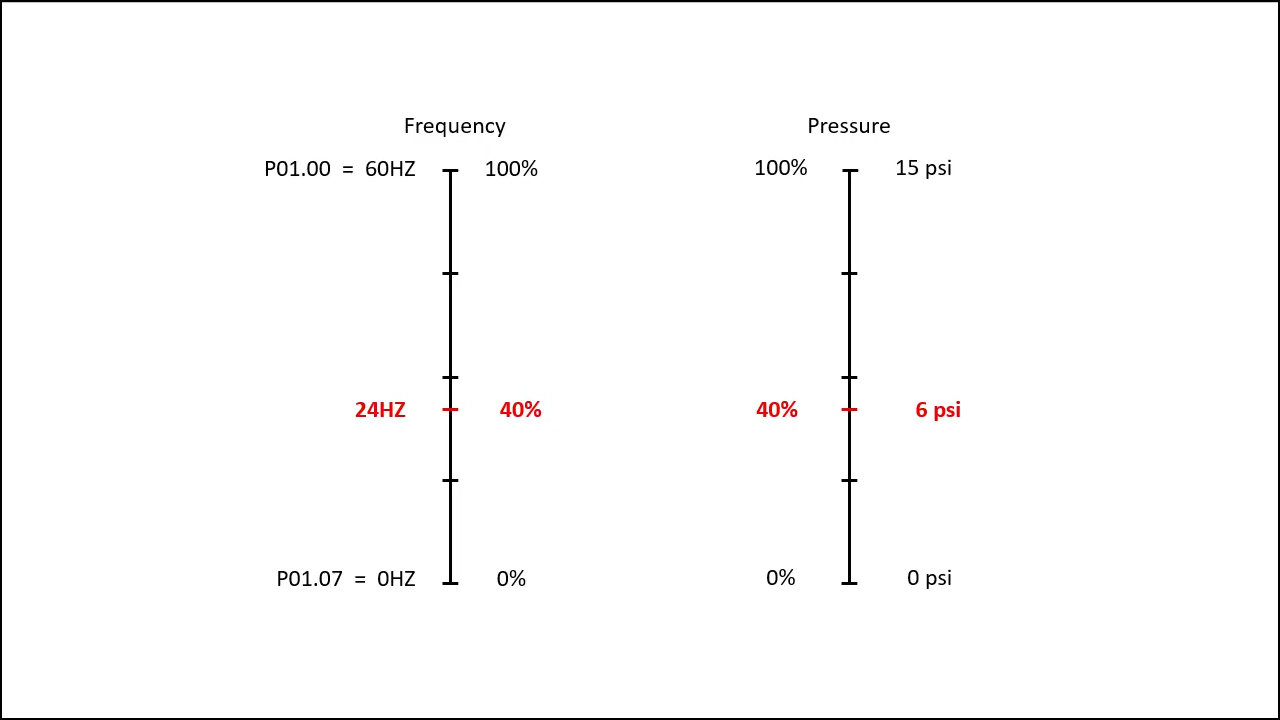 Frequency
Pressure
P01.00 = 60HZ
100%
100%
15 psi
24HZ
40%
40%
6 psi
P01.07 = 0HZ
0%
0%
0 psi